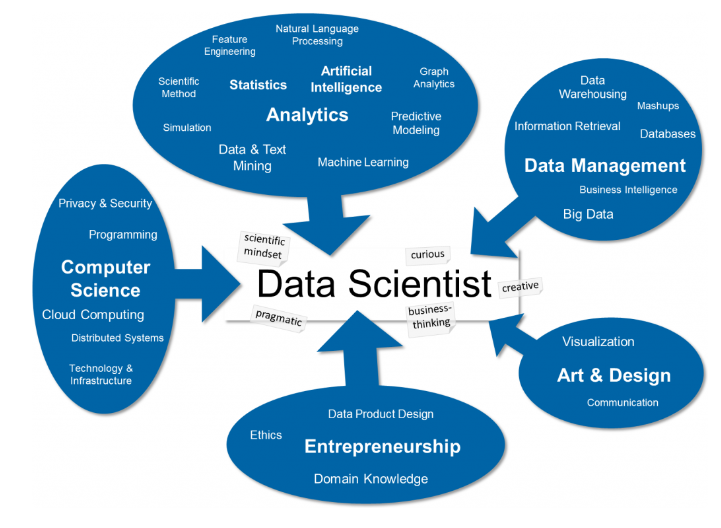 Natural Language
Processing
Feature
Engineering
Artificial
Intelligence
Graph
Analytics
Scientific
Method
Statistics
Analytics
Predictive
Modeling
Simulation
Data & Text
Mining
Machine Learning
Data
Warehousing
Mashups
Information Retrieval
Databases
Data Management
Business Intelligence
Big Data
Privacy & Security
Programming
Computer
Science
Cloud Computing
Distributed Systems
Technology &
Infrastructure
scientific
mindset
curious
Data Scientist
creative
pragmatic
business-
thinking
Visualization
Art & Design
Communication
Data Product Design
Ethics
Entrepreneurship
Domain Knowledge